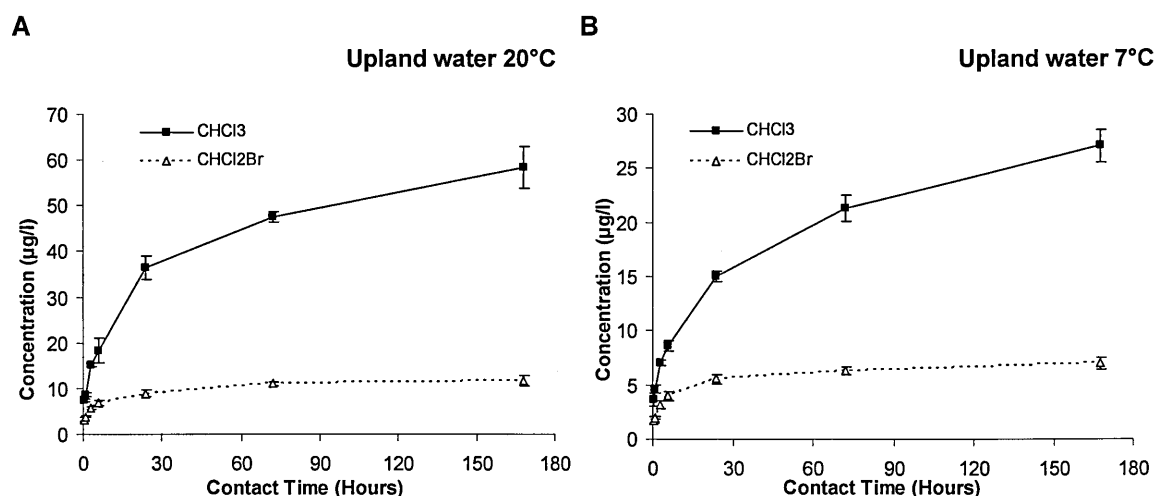 A
Upland water 20°C
70
60
50
40
30
20
10
0
Concentration (µg/l)
CHCl3
CHCl2Br
0 30 60 90 120 150 180
Contact Time (Hours)
B
Upland water 7°C
30
25
20
15
10
5
0
Concentration (µg/l)
CHCl3
CHCl2Br
0 30 60 90 120 150 180
Contact Time (Hours)